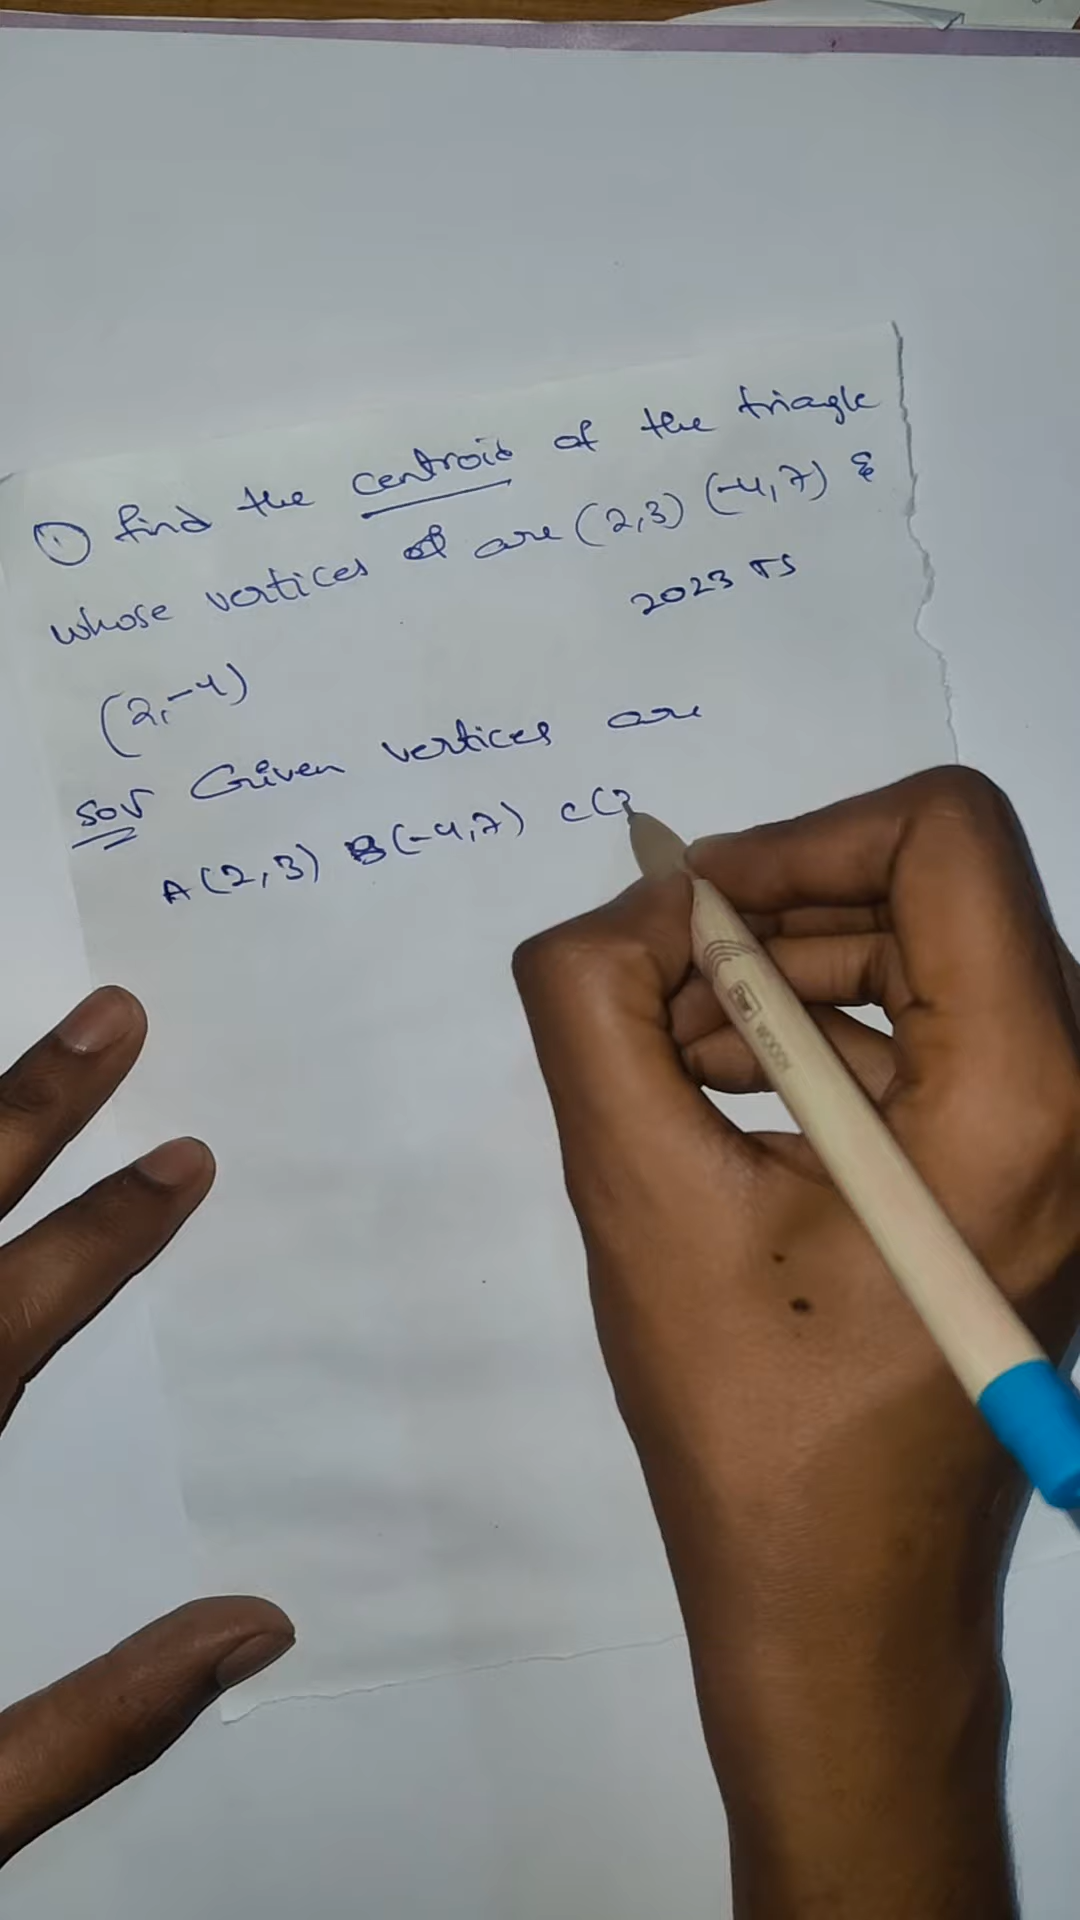 ① find the centroid of the triagle
whose vertices are (2,3) (-4,7) &
2023 TS
(2,-4)
Sol Given vertices are
A(2,3) B(-4,7) C(2
WOODY